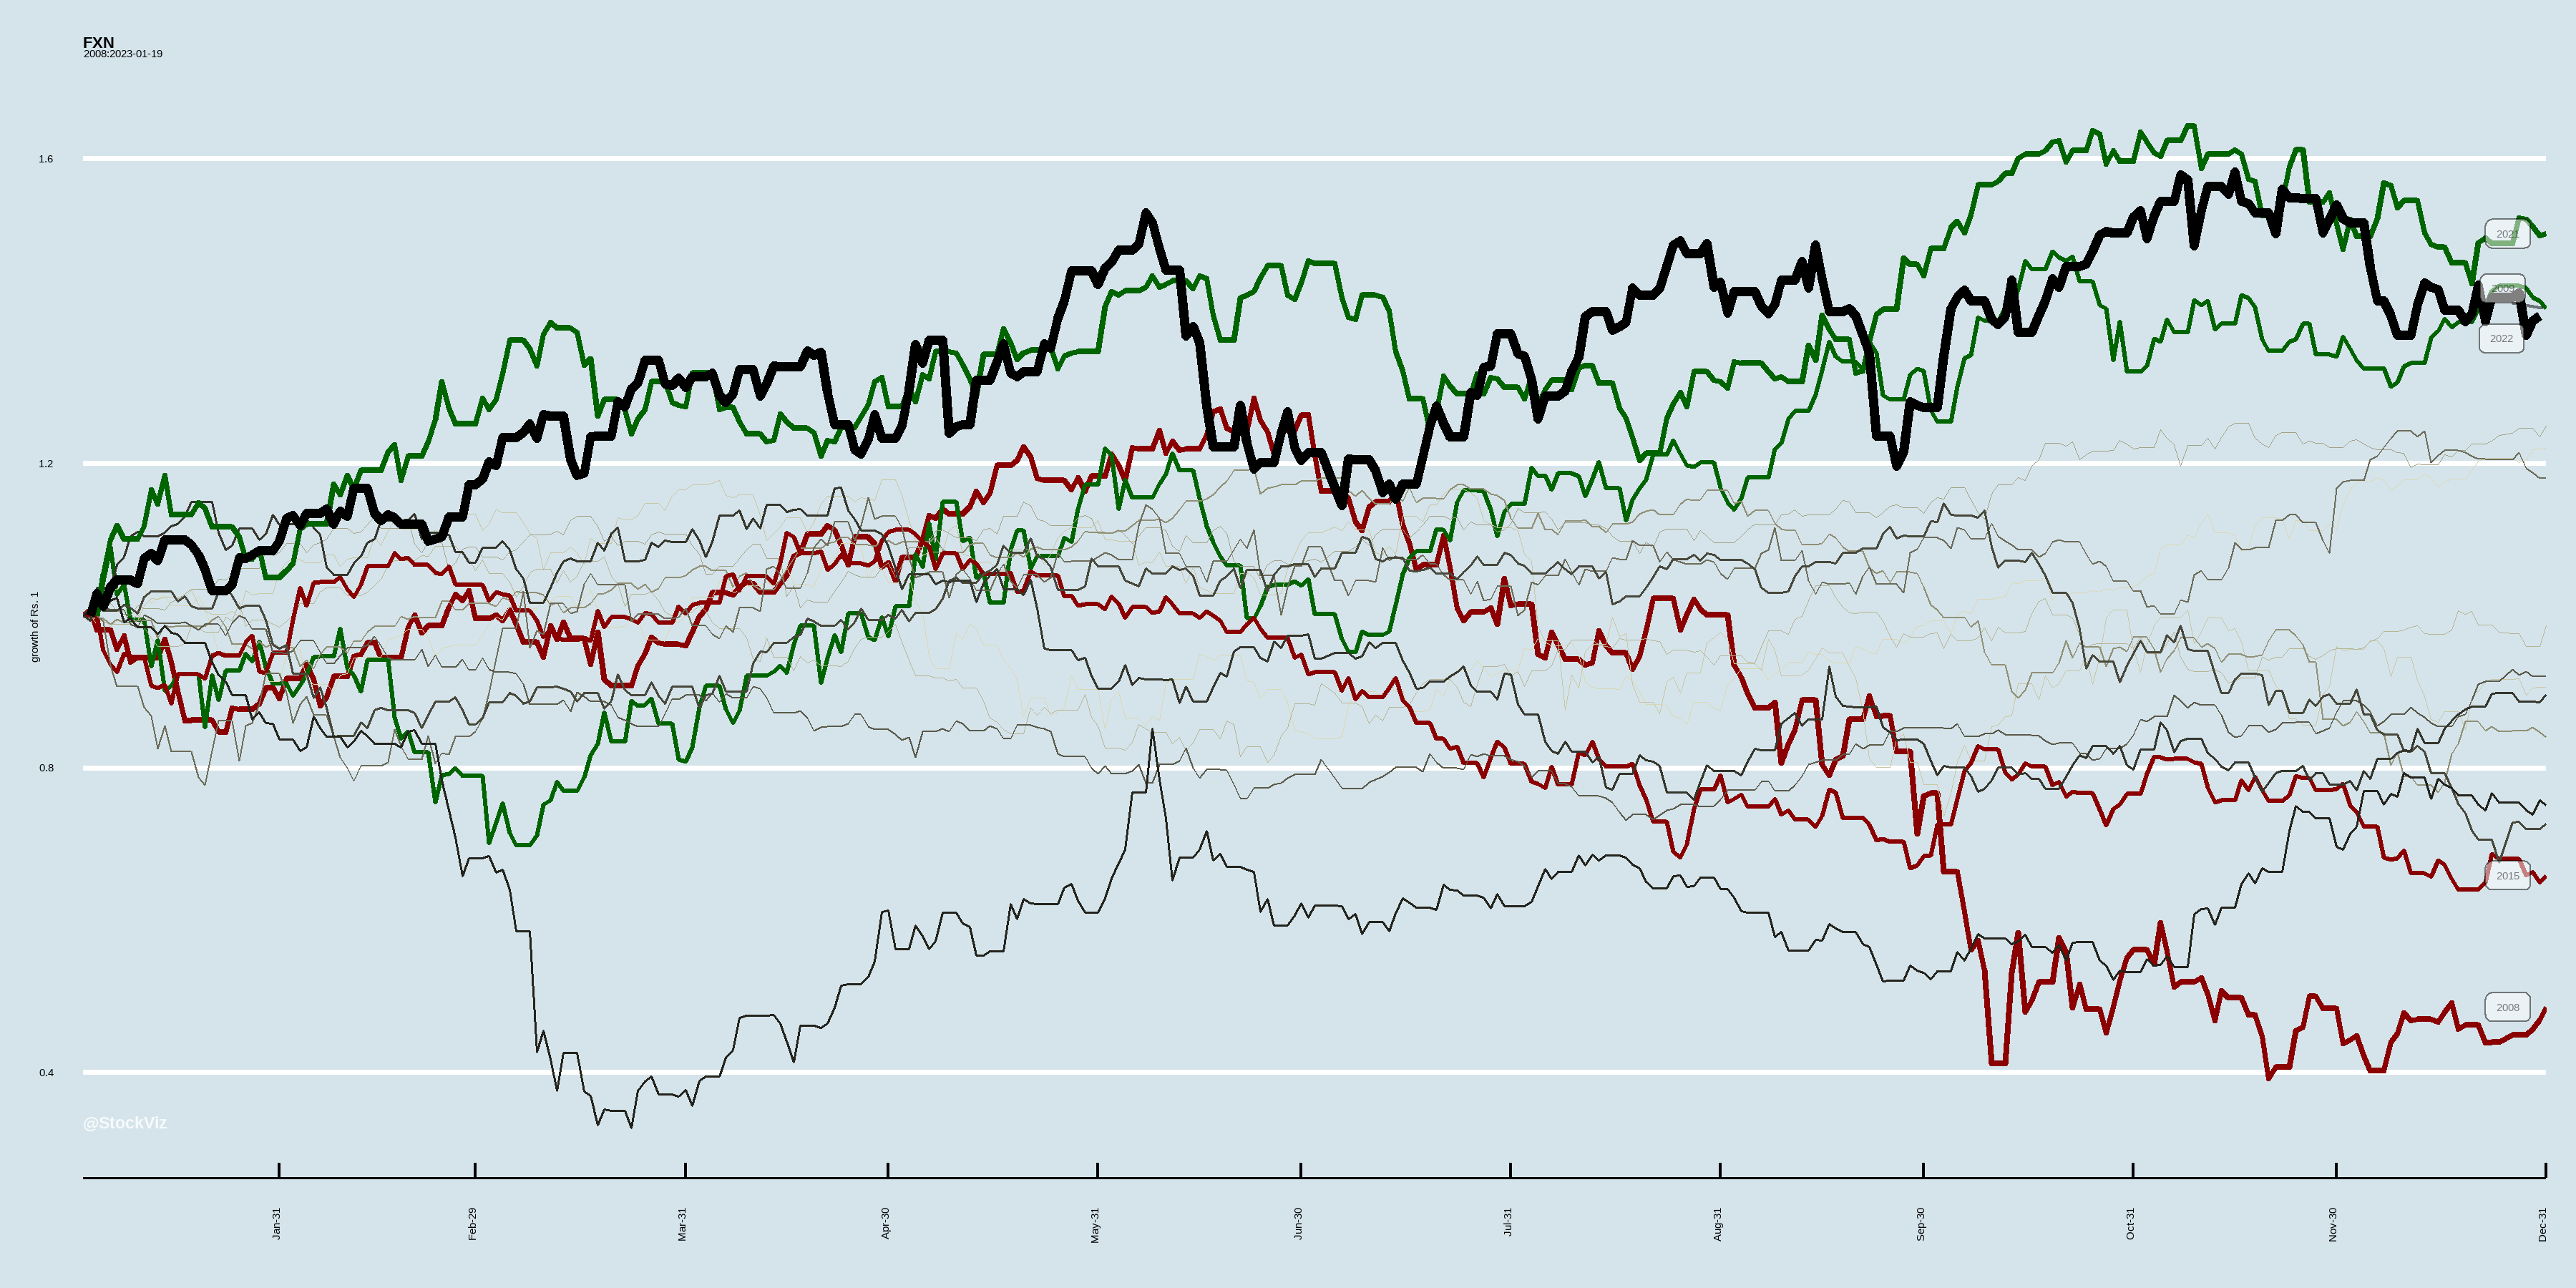 FXN
2008:2023-01-19
1.6
1.2
0.8
0.4
growth of Rs. 1
2021
2009
2022
2015
2008
@StockViz
Jan-31
Feb-29
Mar-31
Apr-30
May-31
Jun-30
Jul-31
Aug-31
Sep-30
Oct-31
Nov-30
Dec-31